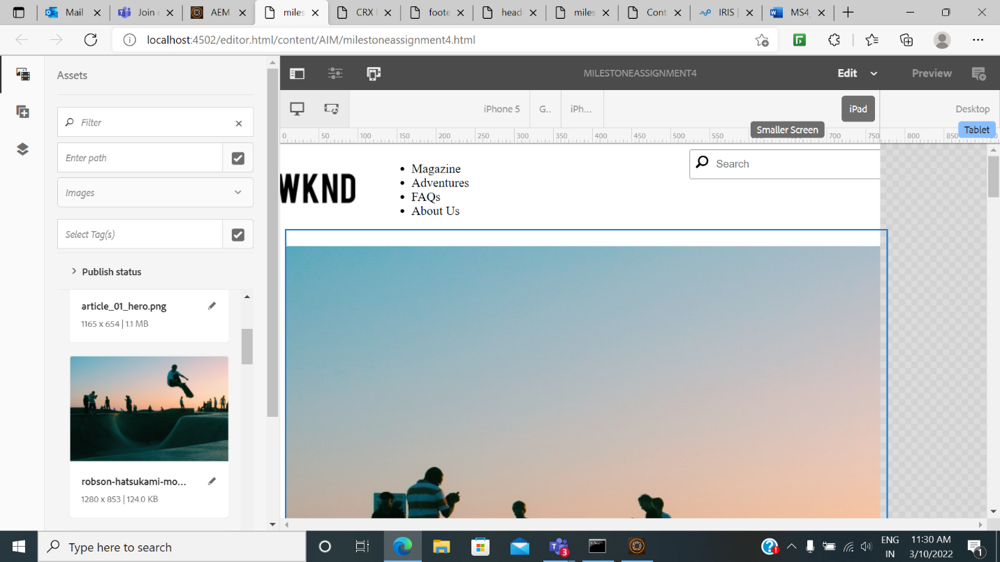 Mail
Join
AEM
miles
CRX
foote
head
miles
Cont
IRIS |
MS4_
localhost:4502/editor.html/content/AIM/milestoneassignment4.html
Assets
MILESTONEASSIGNMENT4
Edit
Preview
Filter
iPhone 5
G..
iPh...
iPad
Desktop
Smaller Screen
Tablet
0 50 100 150 200 250 300 350 400 450 500 550 700 750 800 850
Enter path
Images
Select Tag(s)
Publish status
article_01_hero.png
1165 x 654 | 1.1 MB
robson-hatsukami-mo...
1280 x 853 | 124.0 KB
WKND
Magazine
Adventures
FAQs
About Us
Search
Type here to search
3
ENG
IN
11:30 AM
3/10/2022
1